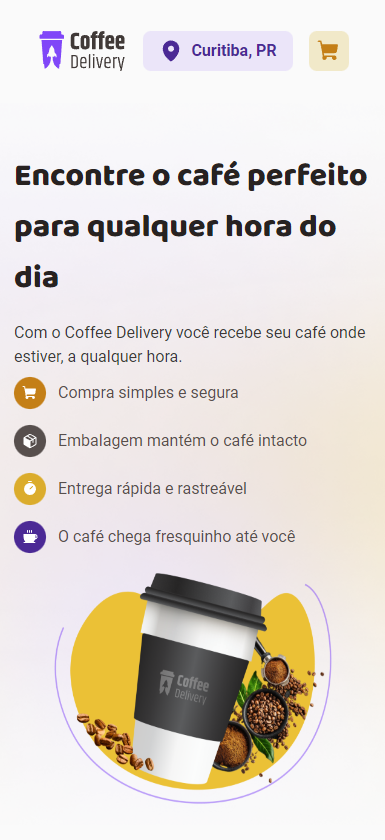 Coffee
Delivery
Curitiba, PR
Encontre o café perfeito
para qualquer hora do
dia
Com o Coffee Delivery você recebe seu café onde
estiver, a qualquer hora.
Compra simples e segura
Embalagem mantém o café intacto
Entrega rápida e rastreável
O café chega fresquinho até você
Coffee
Delivery